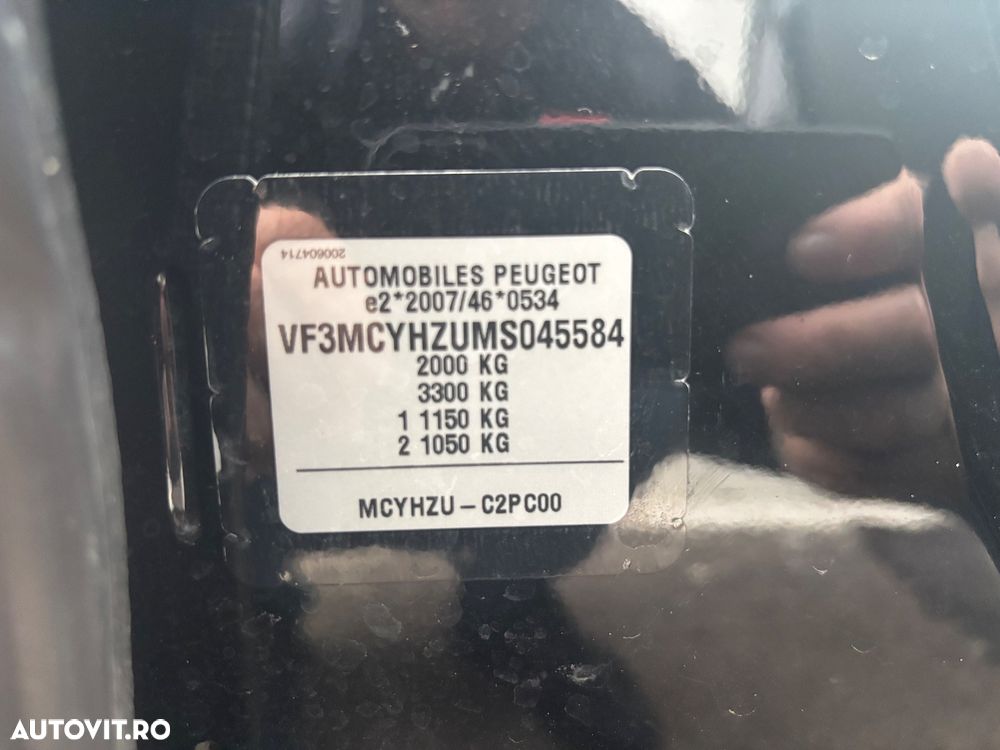 200604714
AUTOMOBILES PEUGEOT
e2*2007/46*0534
VF3MCYHZUMS045584
2000 KG
3300 KG
1 1150 KG
2 1050 KG
MCYHZU – C2PC00
AUTOVIT.RO